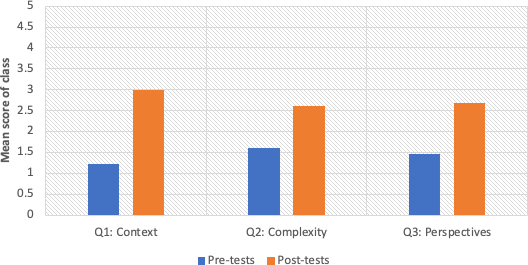 5
4.5
4
3.5
3
2.5
2
1.5
1
0.5
0
Mean score of class
Q1: Context
Q2: Complexity
Q3: Perspectives
Pre-tests
Post-tests